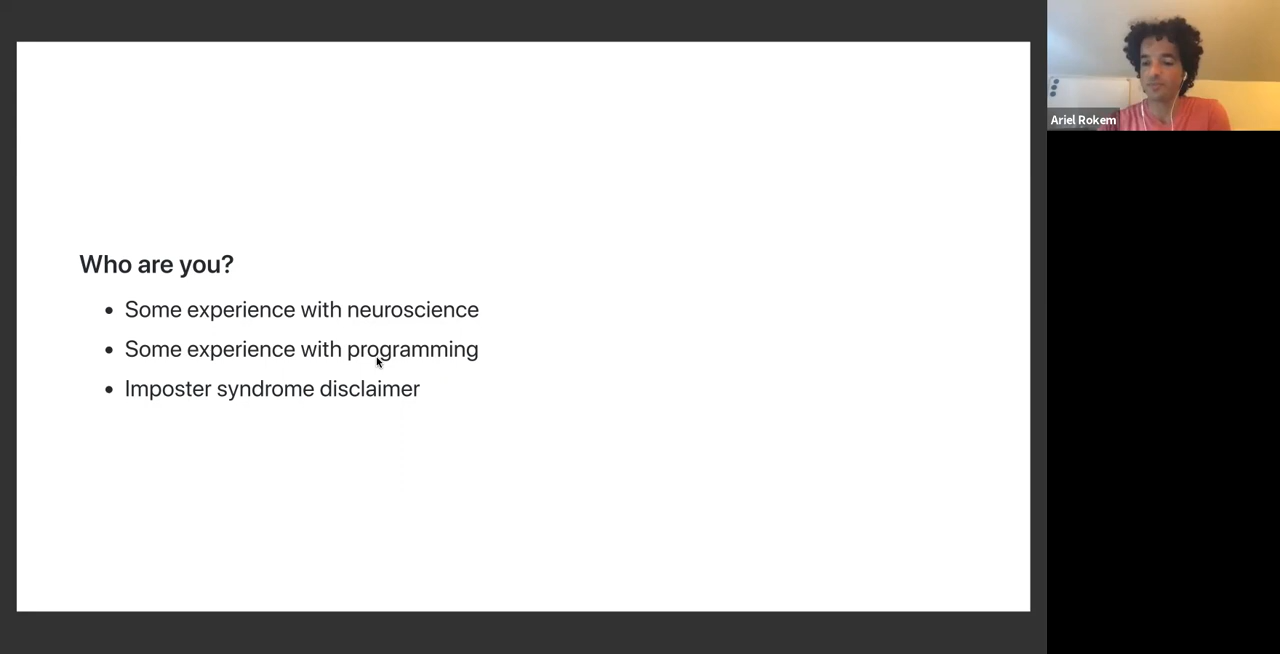 Who are you?
Some experience with neuroscience
Some experience with programming
Imposter syndrome disclaimer
Ariel Rokem